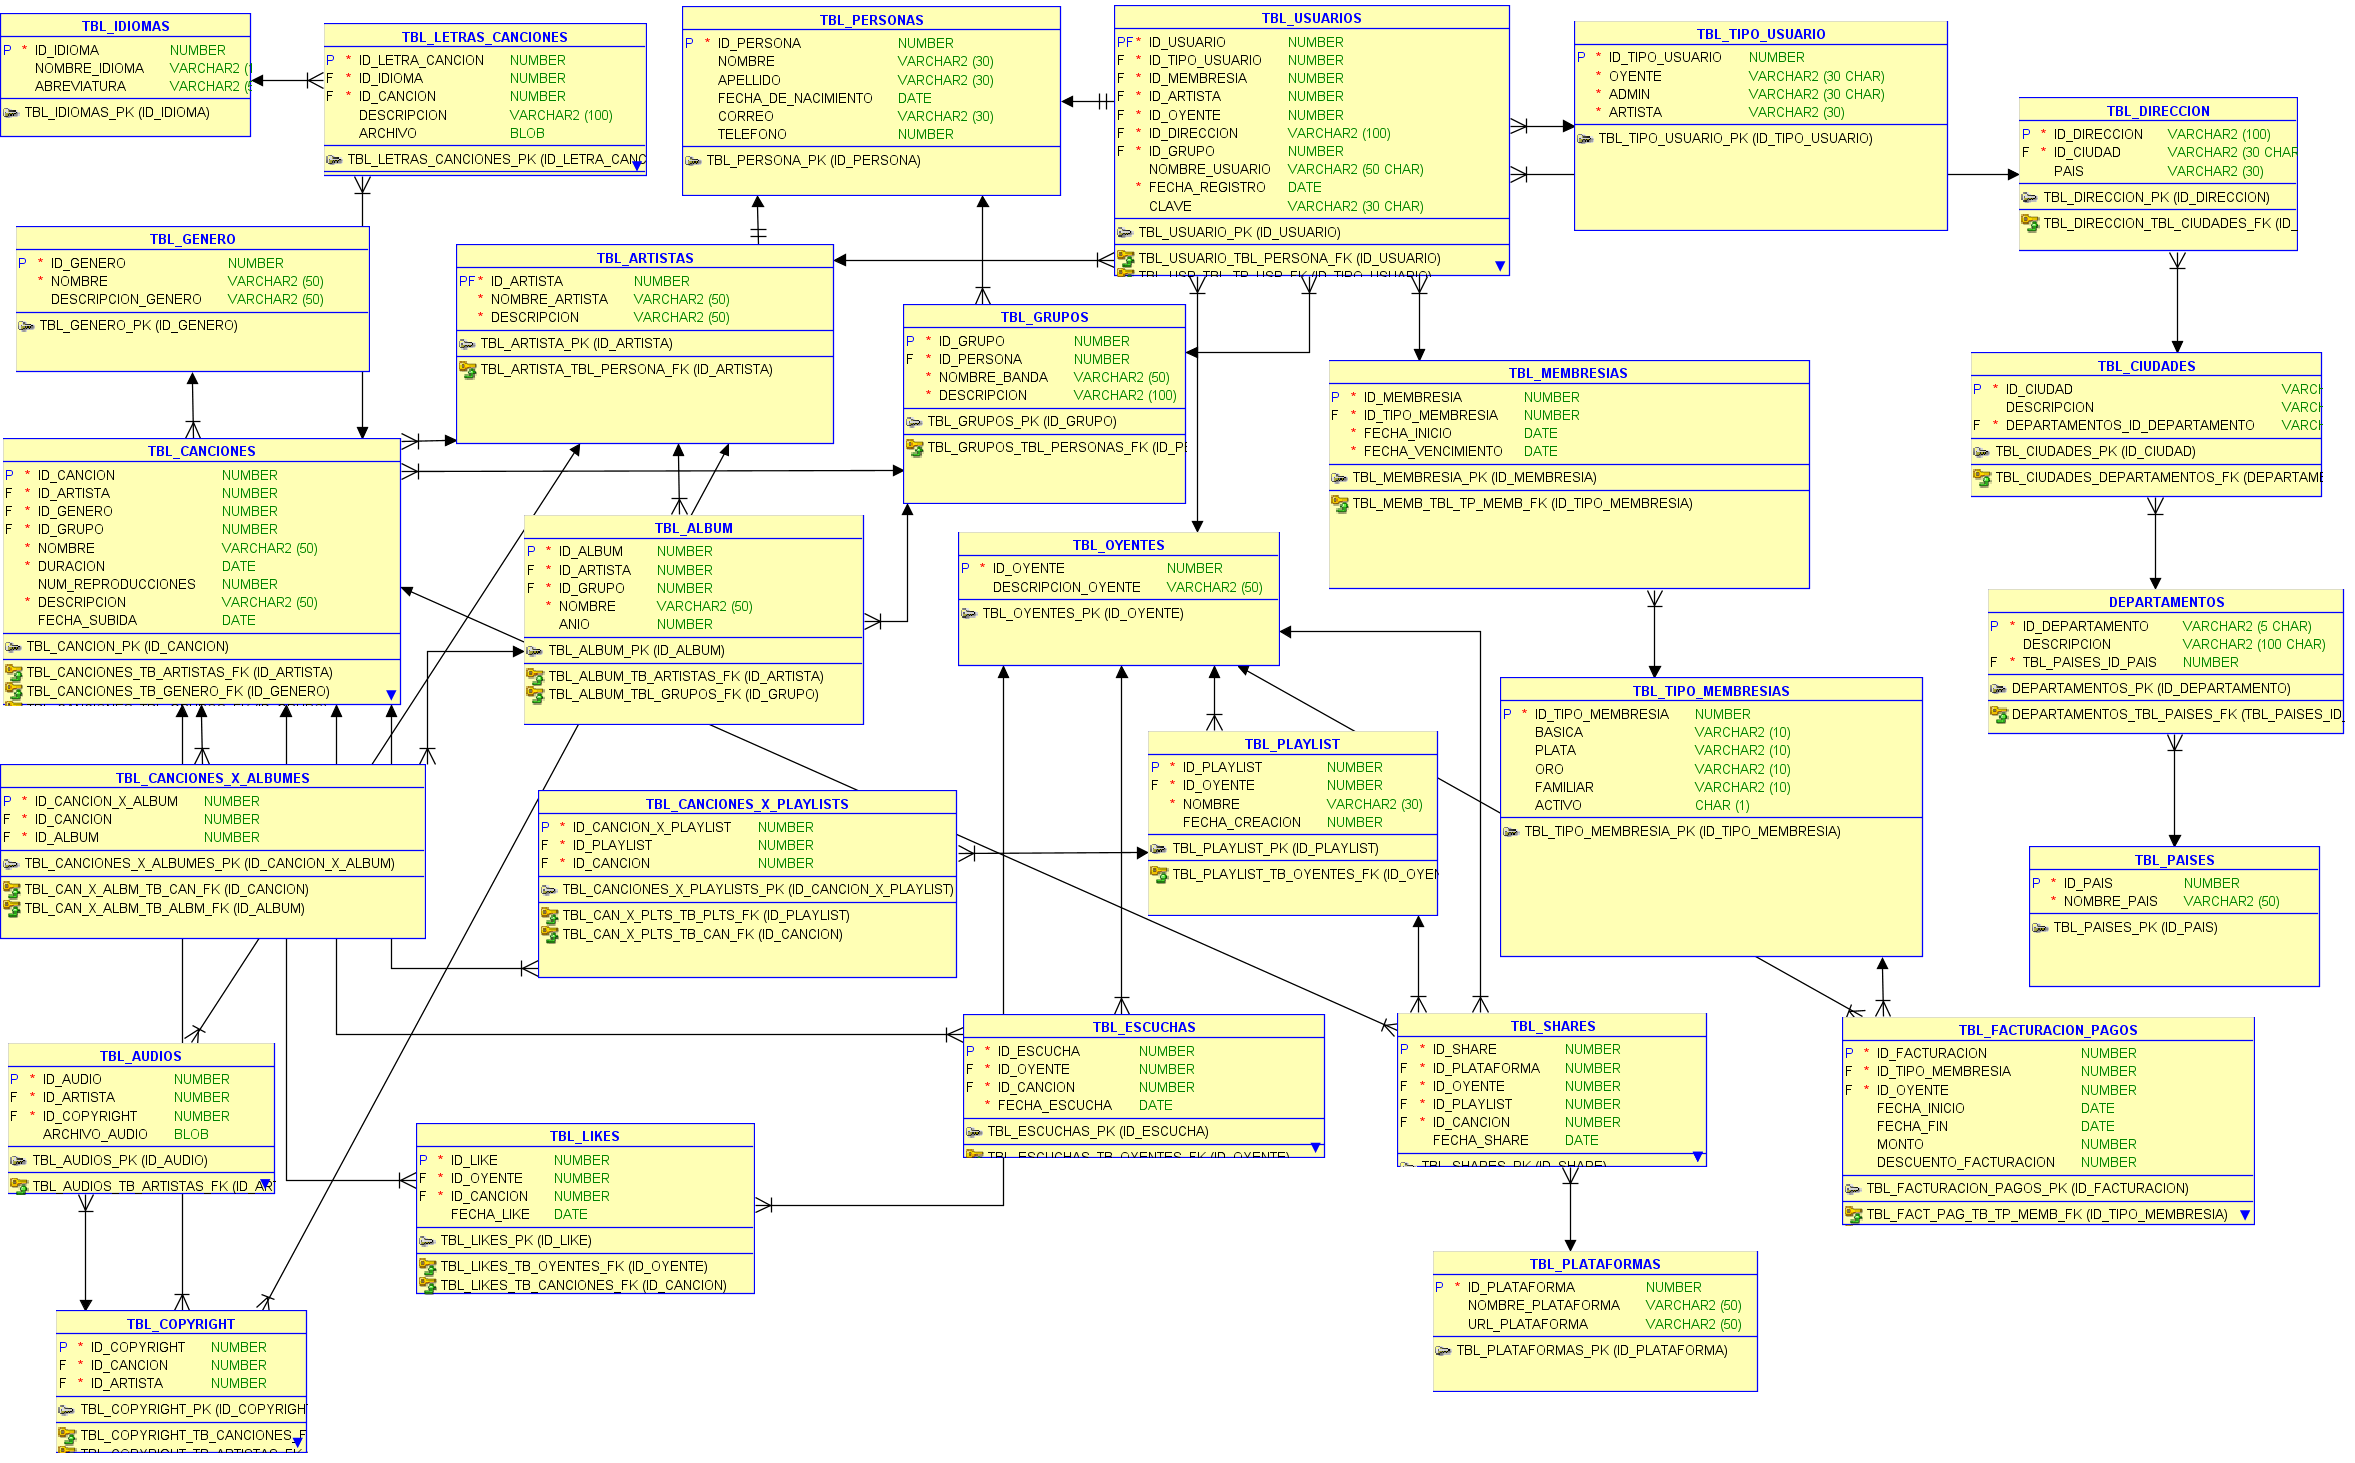 TBL_IDIOMAS
P * ID_IDIOMA NUMBER
NOMBRE_IDIOMA VARCHAR2
ABREVIATURA VARCHAR2
TBL_IDIOMAS_PK (ID_IDIOMA)
TBL_LETRAS_CANCIONES
P * ID_LETRA_CANCION NUMBER
F * ID_IDIOMA NUMBER
F * ID_CANCION NUMBER
DESCRIPCION VARCHAR2 (100)
ARCHIVO BLOB
TBL_LETRAS_CANCIONES_PK (ID_LETRA_CANC
TBL_PERSONAS
P * ID_PERSONA NUMBER
NOMBRE VARCHAR2 (30)
APELLIDO VARCHAR2 (30)
FECHA_DE_NACIMIENTO DATE
CORREO VARCHAR2 (30)
TELEFONO NUMBER
TBL_PERSONA_PK (ID_PERSONA)
TBL_USUARIOS
PF * ID_USUARIO NUMBER
F * ID_TIPO_USUARIO NUMBER
F * ID_MEMBRESIA NUMBER
F * ID_ARTISTA NUMBER
F * ID_OYENTE NUMBER
F * ID_DIRECCION VARCHAR2 (100)
F * ID_GRUPO NUMBER
NOMBRE_USUARIO VARCHAR2 (50 CHAR)
* FECHA_REGISTRO DATE
CLAVE VARCHAR2 (30 CHAR)
TBL_USUARIO_PK (ID_USUARIO)
TBL_USUARIO_TBL_PERSONA_FK (ID_USUARIO)
TBL_USR_TBL_TP_USR_FK (ID_TIPO_USUARIO)
TBL_TIPO_USUARIO
P * ID_TIPO_USUARIO NUMBER
* OYENTE VARCHAR2 (30 CHAR)
* ADMIN VARCHAR2 (30 CHAR)
* ARTISTA VARCHAR2 (30)
TBL_TIPO_USUARIO_PK (ID_TIPO_USUARIO)
TBL_DIRECCION
P * ID_DIRECCION VARCHAR2 (100)
F * ID_CIUDAD VARCHAR2 (30 CHAR
PAIS VARCHAR2 (30)
TBL_DIRECCION_PK (ID_DIRECCION)
TBL_DIRECCION_TBL_CIUDADES_FK (ID_
TBL_GENERO
P * ID_GENERO NUMBER
* NOMBRE VARCHAR2 (50)
DESCRIPCION_GENERO VARCHAR2 (50)
TBL_GENERO_PK (ID_GENERO)
TBL_ARTISTAS
PF * ID_ARTISTA NUMBER
* NOMBRE_ARTISTA VARCHAR2 (50)
* DESCRIPCION VARCHAR2 (50)
TBL_ARTISTA_PK (ID_ARTISTA)
TBL_ARTISTA_TBL_PERSONA_FK (ID_ARTISTA)
TBL_GRUPOS
P * ID_GRUPO NUMBER
F * ID_PERSONA NUMBER
* NOMBRE_BANDA VARCHAR2 (50)
* DESCRIPCION VARCHAR2 (100)
TBL_GRUPOS_PK (ID_GRUPO)
TBL_GRUPOS_TBL_PERSONAS_FK (ID_P
TBL_MEMBRESIAS
P * ID_MEMBRESIA NUMBER
F * ID_TIPO_MEMBRESIA NUMBER
* FECHA_INICIO DATE
* FECHA_VENCIMIENTO DATE
TBL_MEMBRESIA_PK (ID_MEMBRESIA)
TBL_MEMB_TBL_TP_MEMB_FK (ID_TIPO_MEMBRESIA)
TBL_CIUDADES
P * ID_CIUDAD VARCH
DESCRIPCION VARCH
F * DEPARTAMENTOS_ID_DEPARTAMENTO VARCH
TBL_CIUDADES_PK (ID_CIUDAD)
TBL_CIUDADES_DEPARTAMENTOS_FK (DEPARTAME
TBL_CANCIONES
P * ID_CANCION NUMBER
F * ID_ARTISTA NUMBER
F * ID_GENERO NUMBER
F * ID_GRUPO NUMBER
* NOMBRE VARCHAR2 (50)
* DURACION DATE
NUM_REPRODUCCIONES NUMBER
* DESCRIPCION VARCHAR2 (50)
FECHA_SUBIDA DATE
TBL_CANCION_PK (ID_CANCION)
TBL_CANCIONES_TB_ARTISTAS_FK (ID_ARTISTA)
TBL_CANCIONES_TB_GENERO_FK (ID_GENERO)
TBL_ALBUM
P * ID_ALBUM NUMBER
F * ID_ARTISTA NUMBER
F * ID_GRUPO NUMBER
* NOMBRE VARCHAR2 (50)
ANIO NUMBER
TBL_ALBUM_PK (ID_ALBUM)
TBL_ALBUM_TB_ARTISTAS_FK (ID_ARTISTA)
TBL_ALBUM_TBL_GRUPOS_FK (ID_GRUPO)
TBL_OYENTES
P * ID_OYENTE NUMBER
DESCRIPCION_OYENTE VARCHAR2 (50)
TBL_OYENTES_PK (ID_OYENTE)
DEPARTAMENTOS
P * ID_DEPARTAMENTO VARCHAR2 (5 CHAR)
DESCRIPCION VARCHAR2 (100 CHAR)
F * TBL_PAISES_ID_PAIS NUMBER
DEPARTAMENTOS_PK (ID_DEPARTAMENTO)
DEPARTAMENTOS_TBL_PAISES_FK (TBL_PAISES_ID_
TBL_TIPO_MEMBRESIAS
P * ID_TIPO_MEMBRESIA NUMBER
BASICA VARCHAR2 (10)
PLATA VARCHAR2 (10)
ORO VARCHAR2 (10)
FAMILIAR VARCHAR2 (10)
ACTIVO CHAR (1)
TBL_TIPO_MEMBRESIA_PK (ID_TIPO_MEMBRESIA)
TBL_PLAYLIST
P * ID_PLAYLIST NUMBER
F * ID_OYENTE NUMBER
* NOMBRE VARCHAR2 (30)
FECHA_CREACION NUMBER
TBL_PLAYLIST_PK (ID_PLAYLIST)
TBL_PLAYLIST_TB_OYENTES_FK (ID_OYEN
TBL_CANCIONES_X_ALBUMES
P * ID_CANCION_X_ALBUM NUMBER
F * ID_CANCION NUMBER
F * ID_ALBUM NUMBER
TBL_CANCIONES_X_ALBUMES_PK (ID_CANCION_X_ALBUM)
TBL_CAN_X_ALBM_TB_CAN_FK (ID_CANCION)
TBL_CAN_X_ALBM_TB_ALBM_FK (ID_ALBUM)
TBL_CANCIONES_X_PLAYLISTS
P * ID_CANCION_X_PLAYLIST NUMBER
F * ID_PLAYLIST NUMBER
F * ID_CANCION NUMBER
TBL_CANCIONES_X_PLAYLISTS_PK (ID_CANCION_X_PLAYLIST)
TBL_CAN_X_PLTS_TB_PLTS_FK (ID_PLAYLIST)
TBL_CAN_X_PLTS_TB_CAN_FK (ID_CANCION)
TBL_PAISES
P * ID_PAIS NUMBER
* NOMBRE_PAIS VARCHAR2 (50)
TBL_PAISES_PK (ID_PAIS)
TBL_AUDIOS
P * ID_AUDIO NUMBER
F * ID_ARTISTA NUMBER
F * ID_COPYRIGHT NUMBER
ARCHIVO_AUDIO BLOB
TBL_AUDIOS_PK (ID_AUDIO)
TBL_AUDIOS_TB_ARTISTAS_FK (ID_AR
TBL_ESCUCHAS
P * ID_ESCUCHA NUMBER
F * ID_OYENTE NUMBER
F * ID_CANCION NUMBER
* FECHA_ESCUCHA DATE
TBL_ESCUCHAS_PK (ID_ESCUCHA)
TBL_ESCUCHAS_TB_OYENTES_FK (ID_OYENTE)
TBL_SHARES
P * ID_SHARE NUMBER
F * ID_PLATAFORMA NUMBER
F * ID_OYENTE NUMBER
F * ID_PLAYLIST NUMBER
F * ID_CANCION NUMBER
FECHA_SHARE DATE
TBL_SHARES_PK (ID_SHARE)
TBL_FACTURACION_PAGOS
P * ID_FACTURACION NUMBER
F * ID_TIPO_MEMBRESIA NUMBER
F * ID_OYENTE NUMBER
FECHA_INICIO DATE
FECHA_FIN DATE
MONTO NUMBER
DESCUENTO_FACTURACION NUMBER
TBL_FACTURACION_PAGOS_PK (ID_FACTURACION)
TBL_FACT_PAG_TB_TP_MEMB_FK (ID_TIPO_MEMBRESIA)
TBL_LIKES
P * ID_LIKE NUMBER
F * ID_OYENTE NUMBER
F * ID_CANCION NUMBER
FECHA_LIKE DATE
TBL_LIKES_PK (ID_LIKE)
TBL_LIKES_TB_OYENTES_FK (ID_OYENTE)
TBL_LIKES_TB_CANCIONES_FK (ID_CANCION)
TBL_PLATAFORMAS
P * ID_PLATAFORMA NUMBER
NOMBRE_PLATAFORMA VARCHAR2 (50)
URL_PLATAFORMA VARCHAR2 (50)
TBL_PLATAFORMAS_PK (ID_PLATAFORMA)
TBL_COPYRIGHT
P * ID_COPYRIGHT NUMBER
F * ID_CANCION NUMBER
F * ID_ARTISTA NUMBER
TBL_COPYRIGHT_PK (ID_COPYRIGH
TBL_COPYRIGHT_TB_CANCIONES_F
TBL_COPYRIGHT_TB_ARTISTAS_FK